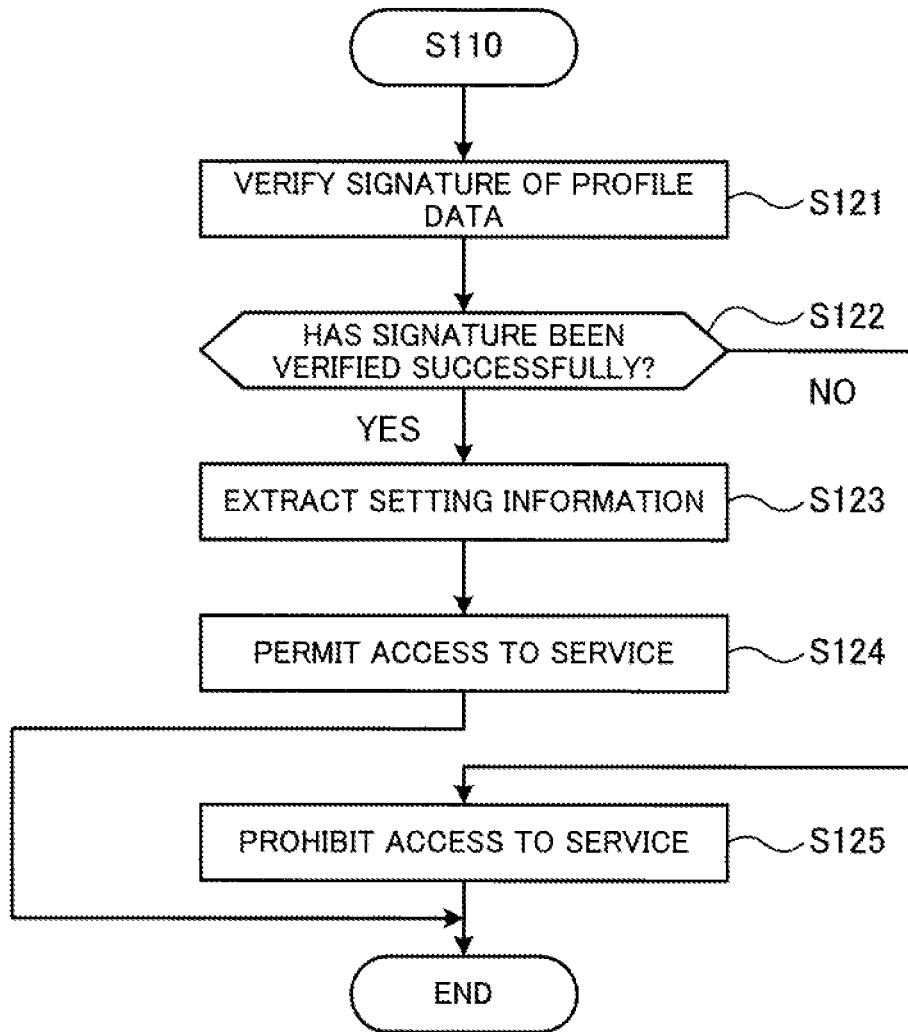 S110
VERIFY SIGNATURE OF PROFILE
DATA
S121
HAS SIGNATURE BEEN
VERIFIED SUCCESSFULLY?
S122
NO
YES
EXTRACT SETTING INFORMATION
S123
PERMIT ACCESS TO SERVICE
S124
PROHIBIT ACCESS TO SERVICE
S125
END